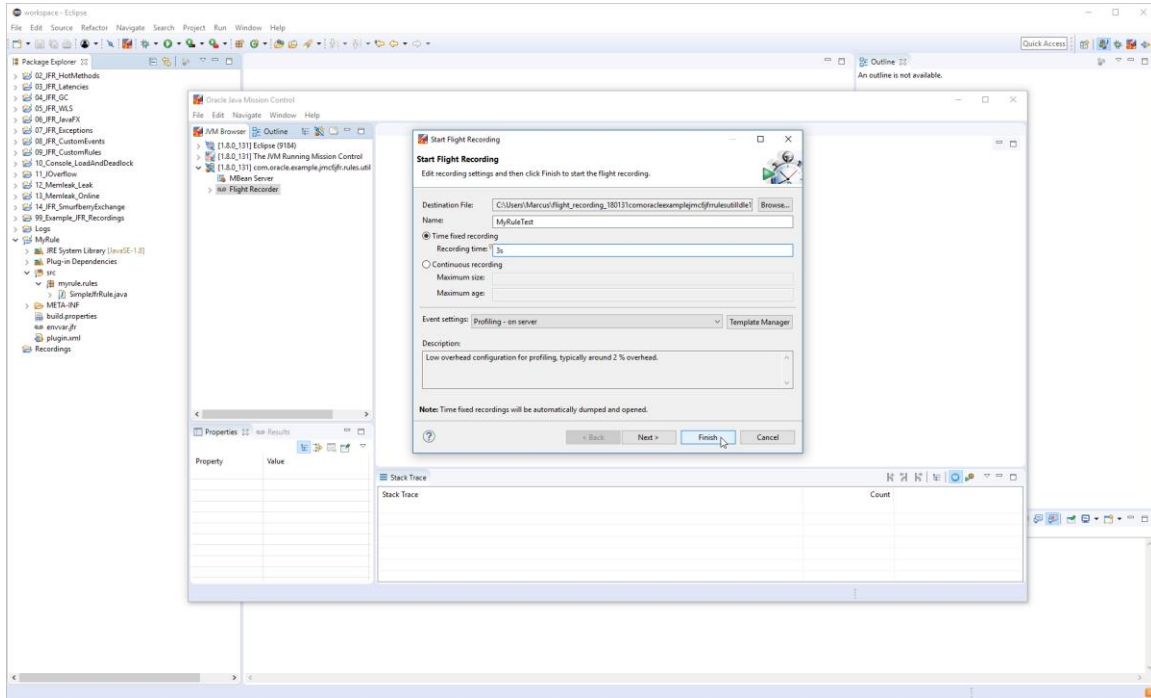 workspace - Eclipse
File Edit Source Refactor Navigate Search Project Run Window Help
Quick Access
Package Explorer
02_JFR_HotMethods
03_JFR_Latencies
04_JFR_GC
05_JFR_WLS
06_JFR_JavaFX
07_JFR_Exceptions
08_JFR_CustomEvents
09_JFR_CustomRules
10_Console_LoadAndDeadlock
11_JOverflow
12_Memleak_Leak
13_Memleak_Online
14_JFR_SmurfberryExchange
99_Example_JFR_Recordings
Logs
MyRule
JRE System Library [JavaSE-1.8]
Plug-in Dependencies
src
myrule.rules
SimpleJfrRule.java
META-INF
build.properties
envvar.jfr
plugin.xml
Recordings
Outline
An outline is not available.
Oracle Java Mission Control
File Edit Navigate Window Help
JVM Browser Outline
[1.8.0_131] Eclipse (9184)
[1.8.0_131] The JVM Running Mission Control
[1.8.0_131] com.oracle.example.jmc.jfr.rules.util
MBean Server
Flight Recorder
Properties Results
Property Value
Stack Trace
Stack Trace Count
Start Flight Recording
Start Flight Recording
Edit recording settings and then click Finish to start the flight recording.
Destination File: Browse...
Name: MyRuleTest
Time fixed recording
Recording time: 3s
Continuous recording
Maximum size:
Maximum age:
Event settings: Profiling - on server Template Manager
Description:
Low overhead configuration for profiling, typically around 2 % overhead.
Note: Time fixed recordings will be automatically dumped and opened.
< Back Next > Finish Cancel